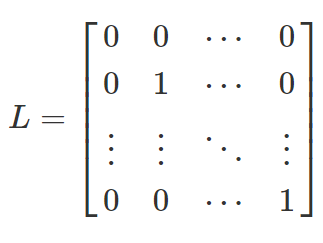 L = [ 0 0 ⋯ 0
0 1 ⋯ 0
⋮ ⋮ ⋱ ⋮
0 0 ⋯ 1 ]